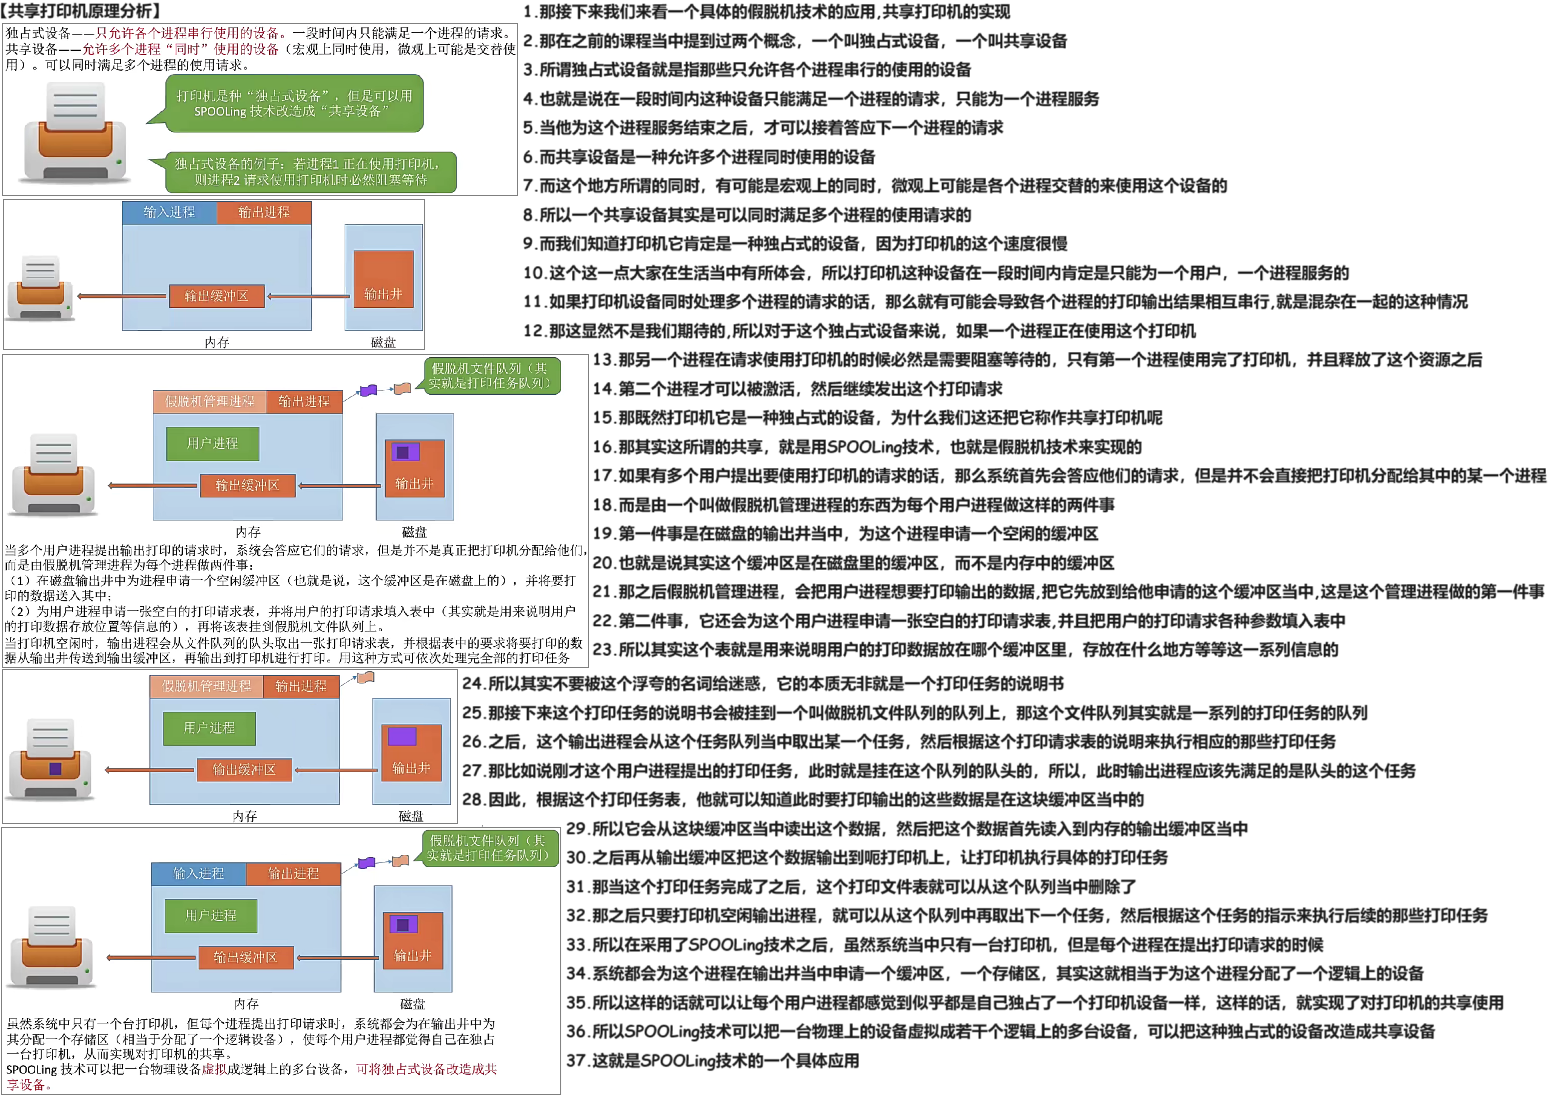 【共享打印机原理分析】
独占式设备——只允许各个进程串行使用的设备。一段时间内只能满足一个进程的请求。
共享设备——允许多个进程“同时”使用的设备（宏观上同时使用，微观上可能是交替使
用）。可以同时满足多个进程的使用请求。
打印机是种“独占式设备”，但是可以用
SPOOLing 技术改造成“共享设备”
独占式设备的例子：若进程1 正在使用打印机，
则进程2 请求使用打印机时必然阻塞等待
输入进程
输出进程
输出缓冲区
输出井
内存
磁盘
假脱机文件队列（其
实就是打印任务队列）
假脱机管理进程
输出进程
用户进程
输出缓冲区
输出井
内存
磁盘
当多个用户进程提出输出打印的请求时，系统会答应它们的请求，但是并不是真正把打印机分配给他们，
而是由假脱机管理进程为每个进程做两件事：
（1）在磁盘输出井中为进程申请一个空闲缓冲区（也就是说，这个缓冲区是在磁盘上的），并将要打
印的数据送入其中；
（2）为用户进程申请一张空白的打印请求表，并将用户的打印请求填入表中（其实就是用来说明用户
的打印数据存放位置等信息的），再将该表挂到假脱机文件队列上。
当打印机空闲时，输出进程会从文件队列的队头取出一张打印请求表，并根据表中的要求将要打印的数
据从输出井传送到输出缓冲区，再输出到打印机进行打印。用这种方式可依次处理完全部的打印任务
假脱机管理进程
输出进程
用户进程
输出缓冲区
输出井
内存
磁盘
假脱机文件队列（其
实就是打印任务队列）
输入进程
输出进程
用户进程
输出缓冲区
输出井
内存
磁盘
虽然系统中只有一个台打印机，但每个进程提出打印请求时，系统都会为在输出井中为
其分配一个存储区（相当于分配了一个逻辑设备），使每个用户进程都觉得自己在独占
一台打印机，从而实现对打印机的共享。
SPOOLing 技术可以把一台物理设备虚拟成逻辑上的多台设备，可将独占式设备改造成共
享设备。
1.那接下来我们来看一个具体的假脱机技术的应用,共享打印机的实现
2.那在之前的课程当中提到过两个概念，一个叫独占式设备，一个叫共享设备
3.所谓独占式设备就是指那些只允许各个进程串行的使用的设备
4.也就是说在一段时间内这种设备只能满足一个进程的请求，只能为一个进程服务
5.当他为这个进程服务结束之后，才可以接着答应下一个进程的请求
6.而共享设备是一种允许多个进程同时使用的设备
7.而这个地方所谓的同时，有可能是宏观上的同时，微观上可能是各个进程交替的来使用这个设备的
8.所以一个共享设备其实是可以同时满足多个进程的使用请求的
9.而我们知道打印机它肯定是一种独占式的设备，因为打印机的这个速度很慢
10.这个这一点大家在生活当中有所体会，所以打印机这种设备在一段时间内肯定是只能为一个用户，一个进程服务的
11.如果打印机设备同时处理多个进程的请求的话，那么就有可能会导致各个进程的打印输出结果相互串行,就是混杂在一起的这种情况
12.那这显然不是我们期待的,所以对于这个独占式设备来说，如果一个进程正在使用这个打印机
13.那另一个进程在请求使用打印机的时候必然是需要阻塞等待的，只有第一个进程使用完了打印机，并且释放了这个资源之后
14.第二个进程才可以被激活，然后继续发出这个打印请求
15.那既然打印机它是一种独占式的设备，为什么我们这还把它称作共享打印机呢
16.那其实这所谓的共享，就是用SPOOLing技术，也就是假脱机技术来实现的
17.如果有多个用户提出要使用打印机的请求的话，那么系统首先会答应他们的请求，但是并不会直接把打印机分配给其中的某一个进程
18.而是由一个叫做假脱机管理进程的东西为每个用户进程做这样的两件事
19.第一件事是在磁盘的输出井当中，为这个进程申请一个空闲的缓冲区
20.也就是说其实这个缓冲区是在磁盘里的缓冲区，而不是内存中的缓冲区
21.那之后假脱机管理进程，会把用户进程想要打印输出的数据,把它先放到给他申请的这个缓冲区当中,这是这个管理进程做的第一件事
22.第二件事，它还会为这个用户进程申请一张空白的打印请求表,并且把用户的打印请求各种参数填入表中
23.所以其实这个表就是用来说明用户的打印数据放在哪个缓冲区里，存放在什么地方等等这一系列信息的
24.所以其实不要被这个浮夸的名词给迷惑，它的本质无非就是一个打印任务的说明书
25.那接下来这个打印任务的说明书会被挂到一个叫做脱机文件队列的队列上，那这个文件队列其实就是一系列的打印任务的队列
26.之后，这个输出进程会从这个任务队列当中取出某一个任务，然后根据这个打印请求表的说明来执行相应的那些打印任务
27.那比如说刚才这个用户进程提出的打印任务，此时就是挂在这个队列的队头的，所以，此时输出进程应该先满足的是队头的这个任务
28.因此，根据这个打印任务表，他就可以知道此时要打印输出的这些数据是在这块缓冲区当中的
29.所以它会从这块缓冲区当中读出这个数据，然后把这个数据首先读入到内存的输出缓冲区当中
30.之后再从输出缓冲区把这个数据输出到呃打印机上，让打印机执行具体的打印任务
31.那当这个打印任务完成了之后，这个打印文件表就可以从这个队列当中删除了
32.那之后只要打印机空闲输出进程，就可以从这个队列中再取出下一个任务，然后根据这个任务的指示来执行后续的那些打印任务
33.所以在采用了SPOOLing技术之后，虽然系统当中只有一台打印机，但是每个进程在提出打印请求的时候
34.系统都会为这个进程在输出井当中申请一个缓冲区，一个存储区，其实这就相当于为这个进程分配了一个逻辑上的设备
35.所以这样的话就可以让每个用户进程都感觉到似乎都是自己独占了一个打印机设备一样，这样的话，就实现了对打印机的共享使用
36.所以SPOOLing技术可以把一台物理上的设备虚拟成若干个逻辑上的多台设备，可以把这种独占式的设备改造成共享设备
37.这就是SPOOLing技术的一个具体应用